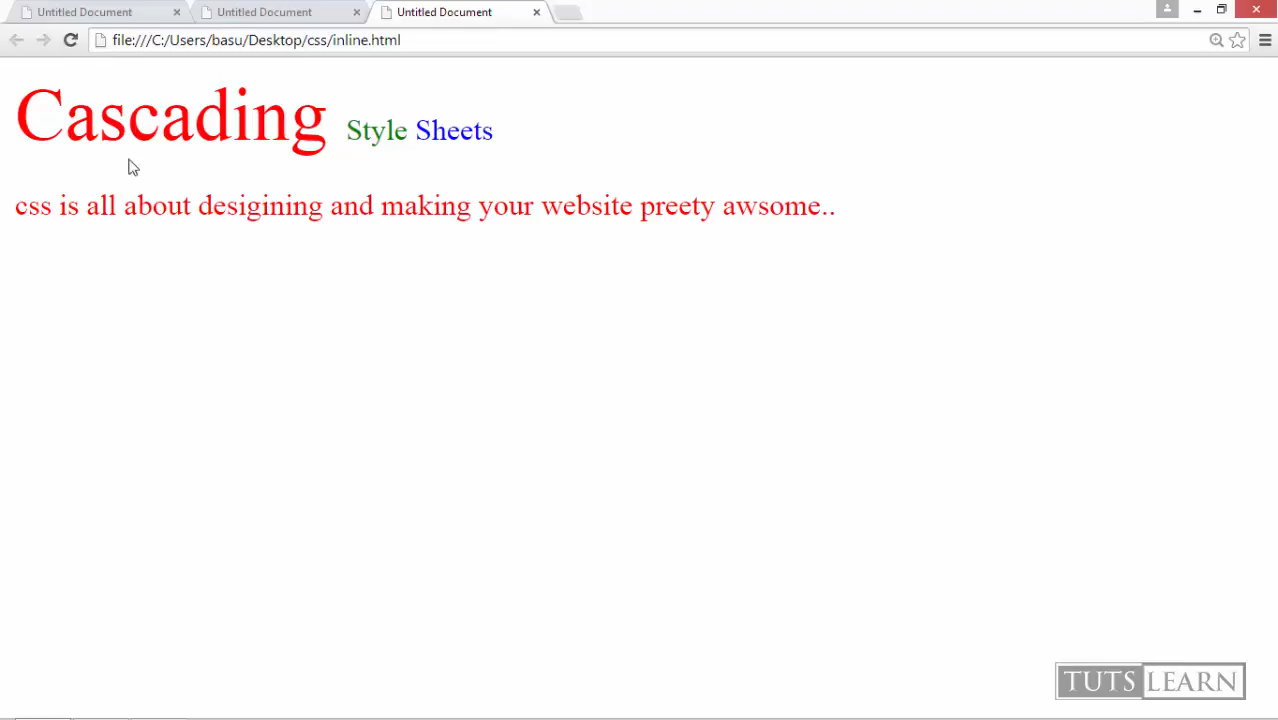 Untitled Document Untitled Document Untitled Document
file:///C:/Users/basu/Desktop/css/inline.html
Cascading Style Sheets
css is all about desigining and making your website preety awsome..
TUTS LEARN